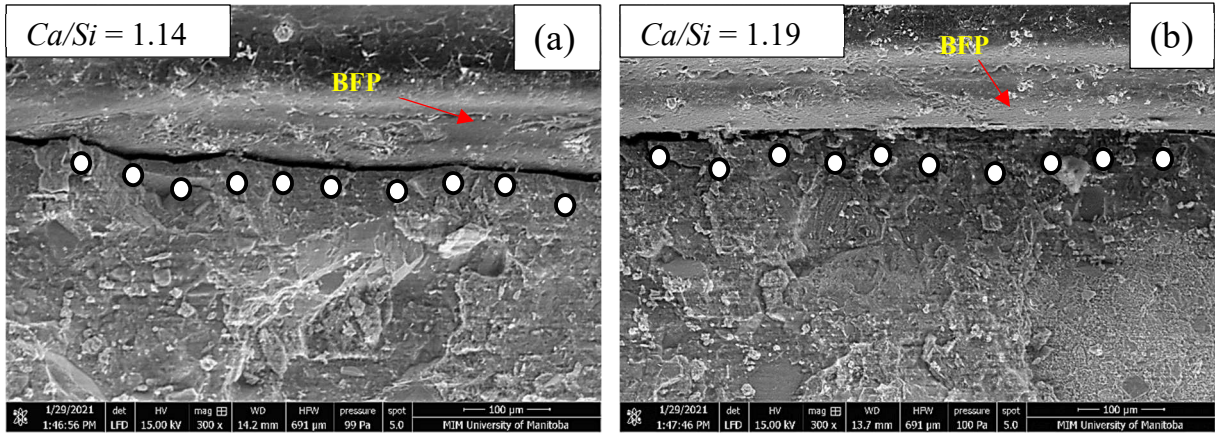 Ca/Si = 1.14
(a)
BFP
1/29/2021 det HV mag WD HFW pressure spot 100 µm
1:46:56 PM LFD 15.00 kV 300 x 14.2 mm 691 µm 99 Pa 5.0 MIM University of Manitoba
Ca/Si = 1.19
(b)
BFP
1/29/2021 det HV mag WD HFW pressure spot 100 µm
1:47:46 PM LFD 15.00 kV 300 x 13.7 mm 691 µm 100 Pa 5.0 MIM University of Manitoba